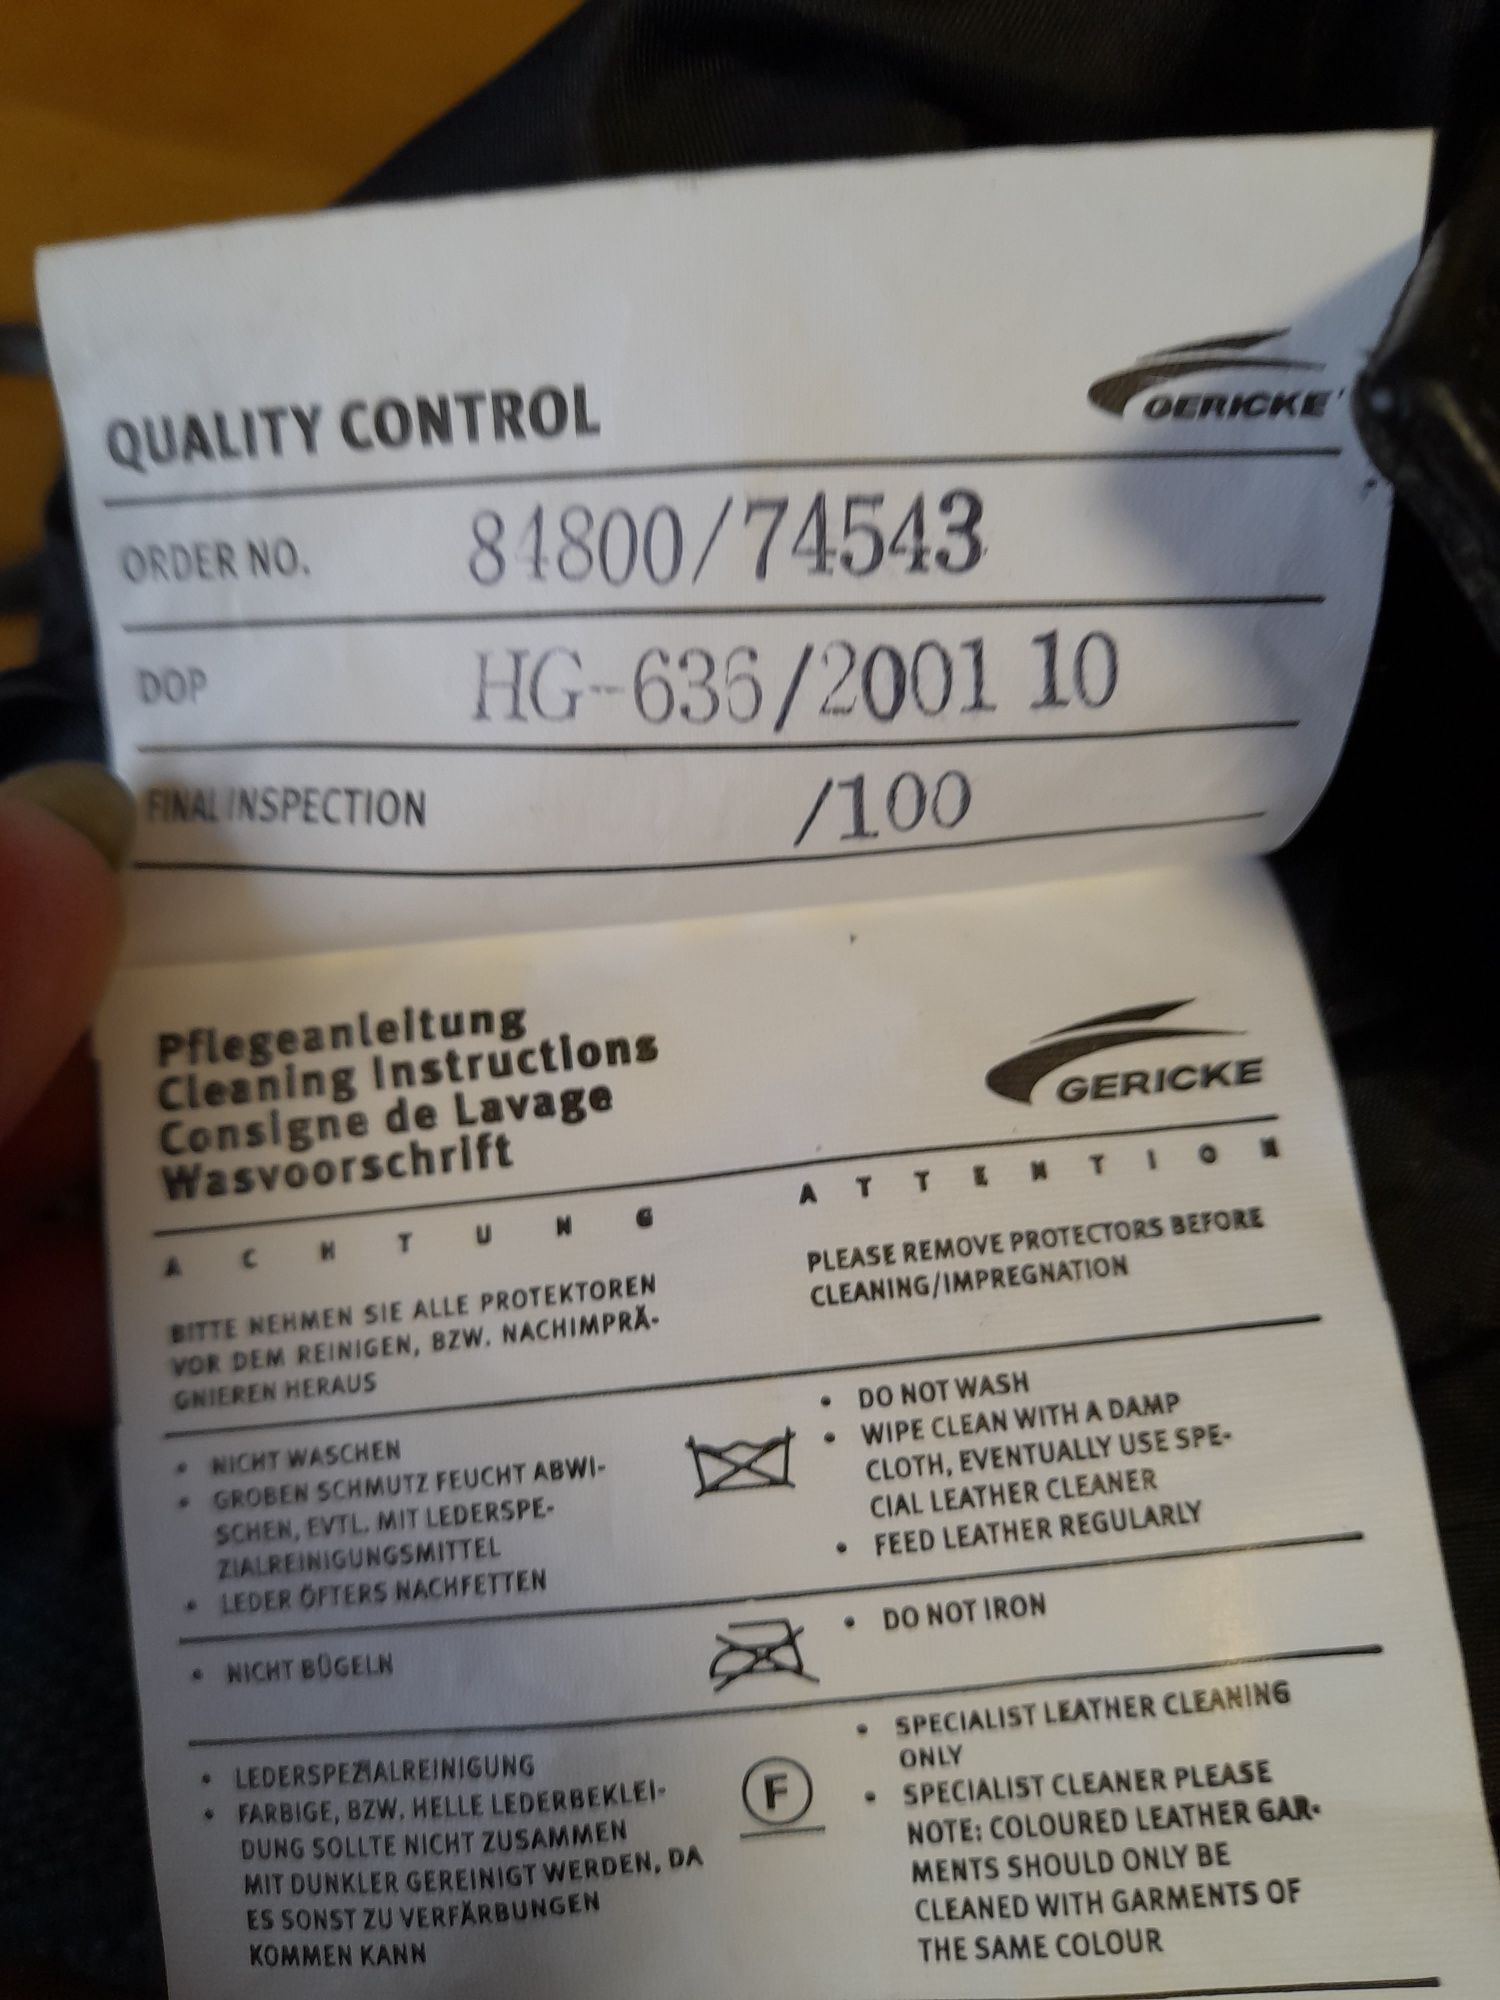 QUALITY CONTROL
GERICKE
ORDER NO. 84800/74543
DOP HG-636/2001 10
FINAL INSPECTION /100
Pflegeanleitung
Cleaning Instructions
Consigne de Lavage
Wasvoorschrift
GERICKE
ACHTUNG
BITTE NEHMEN SIE ALLE PROTEKTOREN
VOR DEM REINIGEN, BZW. NACHIMPRÄ-
GNIEREN HERAUS
ATTENTION
PLEASE REMOVE PROTECTORS BEFORE
CLEANING/IMPREGNATION
• NICHT WASCHEN
• GROBEN SCHMUTZ FEUCHT ABWI-
SCHEN, EVTL. MIT LEDERSPE-
ZIALREINIGUNGSMITTEL
• LEDER ÖFTERS NACHFETTEN
• DO NOT WASH
• WIPE CLEAN WITH A DAMP
CLOTH, EVENTUALLY USE SPE-
CIAL LEATHER CLEANER
• FEED LEATHER REGULARLY
• NICHT BÜGELN
• DO NOT IRON
• LEDERSPEZIALREINIGUNG
• FARBIGE, BZW. HELLE LEDERBEKLEI-
DUNG SOLLTE NICHT ZUSAMMEN
MIT DUNKLER GEREINIGT WERDEN, DA
ES SONST ZU VERFÄRBUNGEN
KOMMEN KANN
F
• SPECIALIST LEATHER CLEANING
ONLY
• SPECIALIST CLEANER PLEASE
NOTE: COLOURED LEATHER GAR-
MENTS SHOULD ONLY BE
CLEANED WITH GARMENTS OF
THE SAME COLOUR